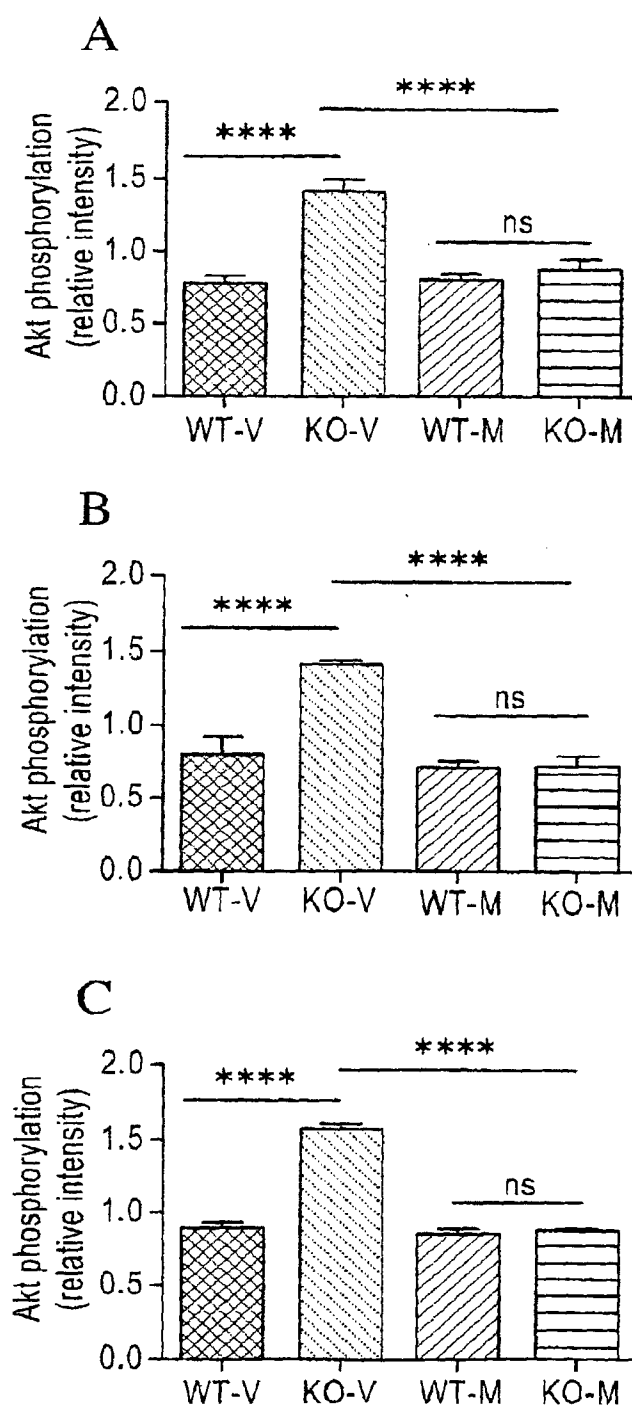 A
Akt phosphorylation
(relative intensity)
2.0
1.5
1.0
0.5
0.0
****
****
ns
WT-V KO-V WT-M KO-M
B
Akt phosphorylation
(relative intensity)
2.0
1.5
1.0
0.5
0.0
****
****
ns
WT-V KO-V WT-M KO-M
C
Akt phosphorylation
(relative intensity)
2.0
1.5
1.0
0.5
0.0
****
****
ns
WT-V KO-V WT-M KO-M